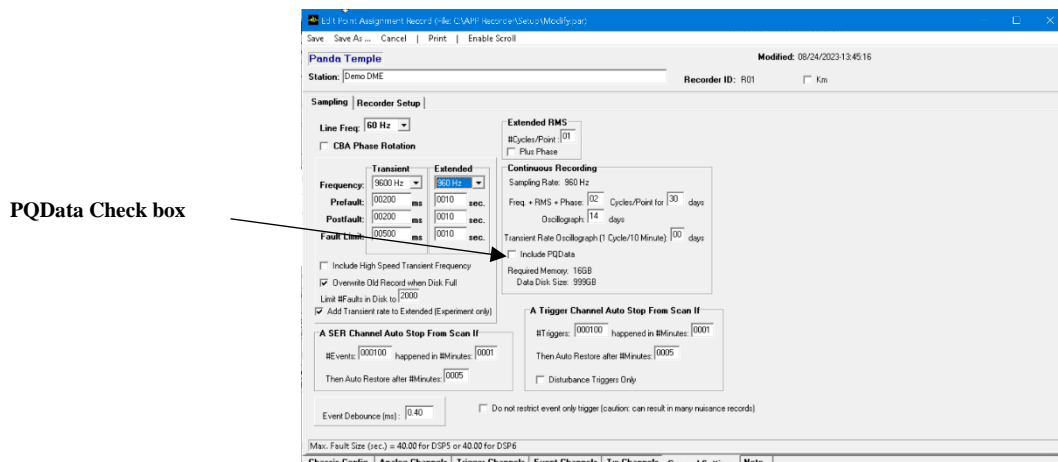 Edit Point Assignment Record (File: C:\APP Recorder\Setup\Modify.par)
Save Save As ... Cancel | Print | Enable Scroll
Panda Temple
Modified: 08/24/2023-13:45:16
Station: Demo DME
Recorder ID: R01
Km
Sampling Recorder Setup
Line Freq: 60 Hz
CBA Phase Rotation
Extended RMS
#Cycles/Point : 01
Plus Phase
Transient Extended
Frequency: 9600 Hz 960 Hz
Prefault: 00200 ms 0010 sec.
Postfault: 00200 ms 0010 sec.
Fault Limit: 00500 ms 0010 sec.
Continuous Recording
Sampling Rate: 960 Hz
Freq. + RMS + Phase: 02 Cycles/Point for 30 days
Oscillograph: 14 days
Transient Rate Oscillograph (1 Cycle/10 Minute): 00 days
Include PQData
Required Memory: 16GB
Data Disk Size: 999GB
PQData Check box
Include High Speed Transient Frequency
Overwrite Old Record when Disk Full
Limit #Faults in Disk to 2000
Add Transient rate to Extended (Experiment only)
A SER Channel Auto Stop From Scan If
#Events: 000100 happened in #Minutes: 0001
Then Auto Restore after #Minutes: 0005
A Trigger Channel Auto Stop From Scan If
#Triggers: 000100 happened in #Minutes: 0001
Then Auto Restore after #Minutes: 0005
Disturbance Triggers Only
Event Debounce (ms) : 0.40
Do not restrict event only trigger (caution: can result in many nuisance records)
Max. Fault Size (sec.) = 40.00 for DSP5 or 40.00 for DSP6
Chassis Config Analog Channels Trigger Channels Event Channels